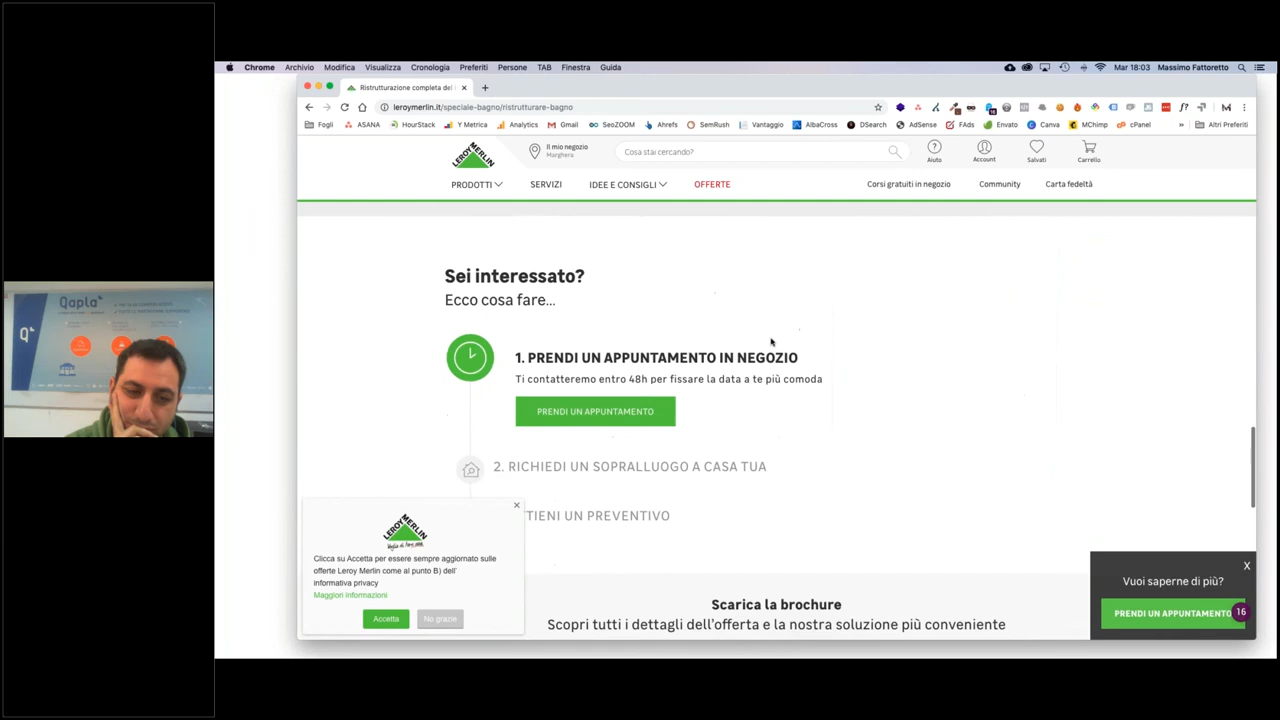 Qapla'
Chrome Archivio Modifica Visualizza Cronologia Preferiti Persone TAB Finestra Guida
Mar 18:03 Massimo Fattoretto
Ristrutturazione completa del
leroymerlin.it/speciale-bagno/ristrutturare-bagno
Fogli ASANA HourStack Y Metrica Analytics Gmail SeoZOOM Ahrefs SemRush Vantaggio AlbaCross DSearch AdSense FAds Envato Canva MChimp cPanel » Altri Preferiti
LEROY MERLIN
Il mio negozio
Marghera
Cosa stai cercando?
Aiuto Account Salvati Carrello
PRODOTTI SERVIZI IDEE E CONSIGLI OFFERTE Corsi gratuiti in negozio Community Carta fedeltà
Sei interessato?
Ecco cosa fare...
1. PRENDI UN APPUNTAMENTO IN NEGOZIO
Ti contatteremo entro 48h per fissare la data a te più comoda
PRENDI UN APPUNTAMENTO
2. RICHIEDI UN SOPRALLUOGO A CASA TUA
TIENI UN PREVENTIVO
LEROY MERLIN
Clicca su Accetta per essere sempre aggiornato sulle
offerte Leroy Merlin come al punto B) dell'
informativa privacy
Maggiori informazioni
Accetta No grazie
Scarica la brochure
Scopri tutti i dettagli dell'offerta e la nostra soluzione più conveniente
X
Vuoi saperne di più?
PRENDI UN APPUNTAMENTO
16